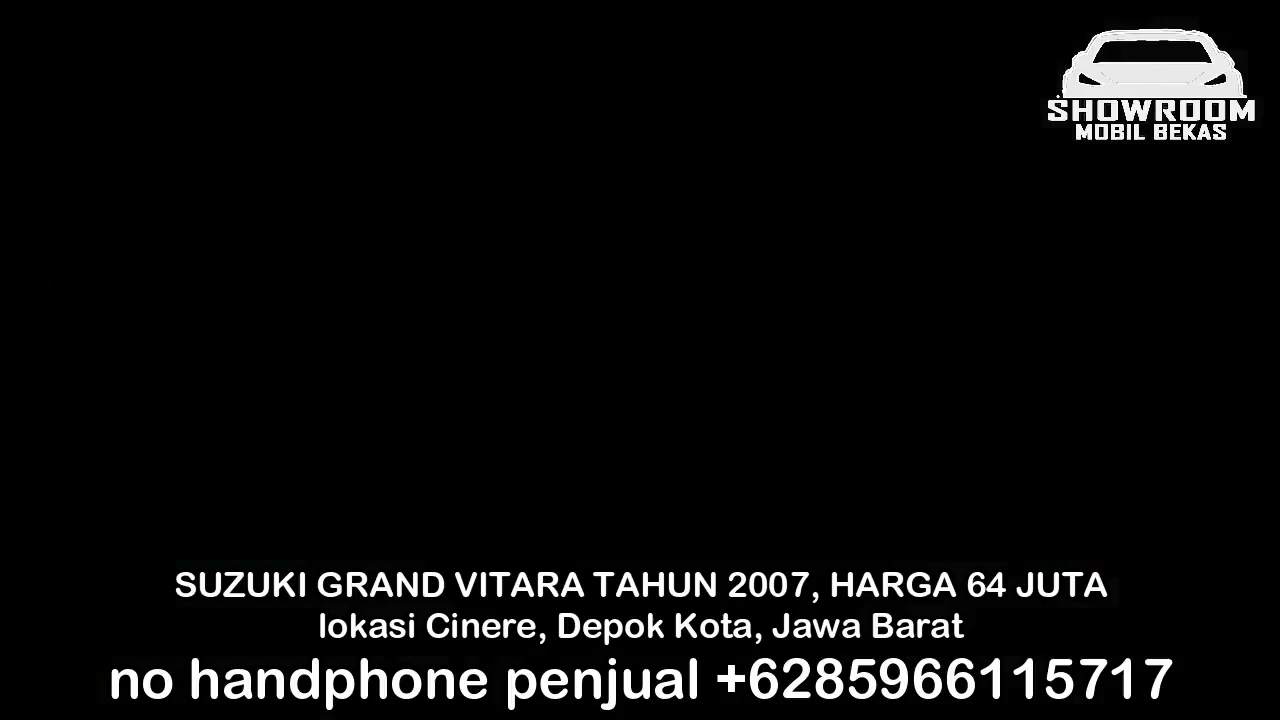 SHOWROOM
MOBIL BEKAS
SUZUKI GRAND VITARA TAHUN 2007, HARGA 64 JUTA
lokasi Cinere, Depok Kota, Jawa Barat
no handphone penjual +6285966115717